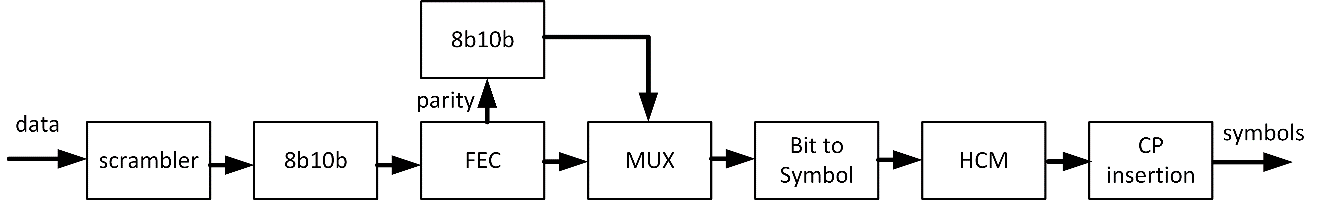 8b10b
parity
data
symbols
scrambler
8b10b
FEC
MUX
Bit to
Symbol
HCM
CP
insertion